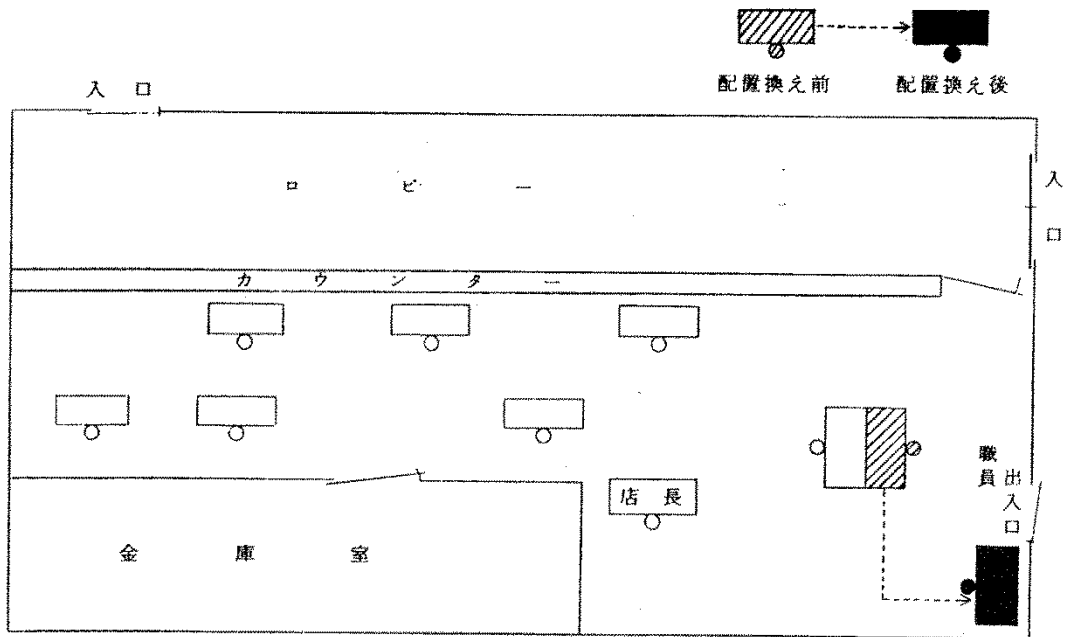 配置換え前
配置換え後
入口
ロビー
入口
カウンター
店長
職員出入口
金庫室